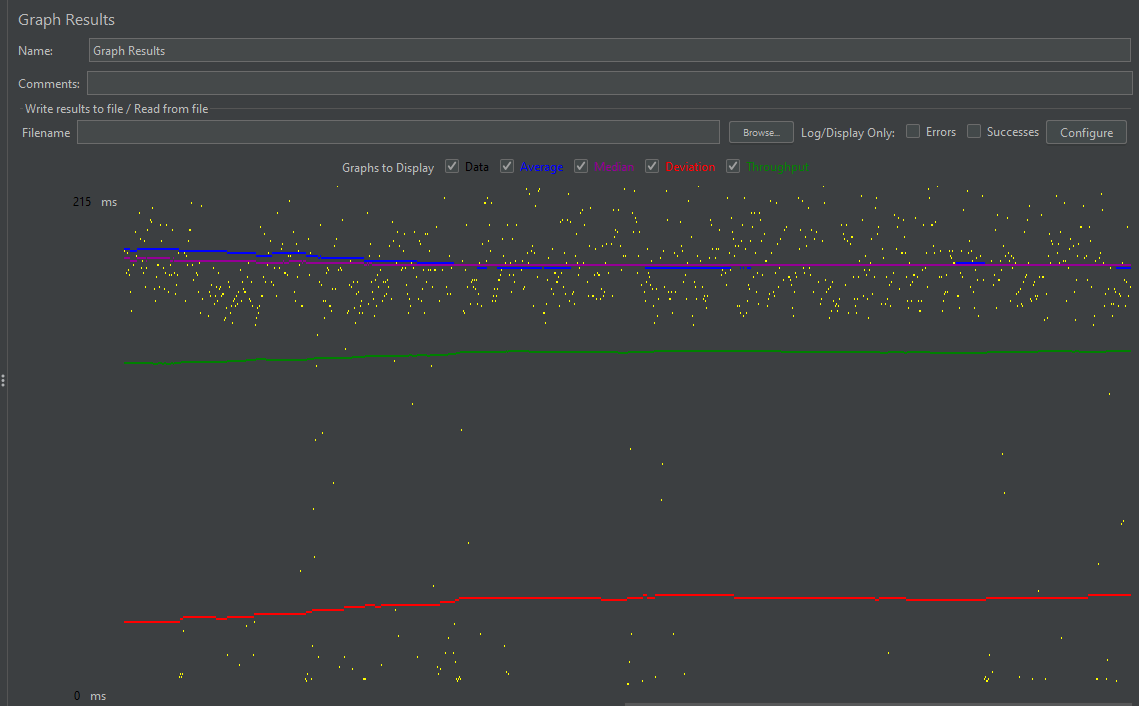 Graph Results
Name: Graph Results
Comments:
Write results to file / Read from file
Filename Browse... Log/Display Only: Errors Successes Configure
Graphs to Display Data Average Median Deviation Throughput
215 ms
0 ms